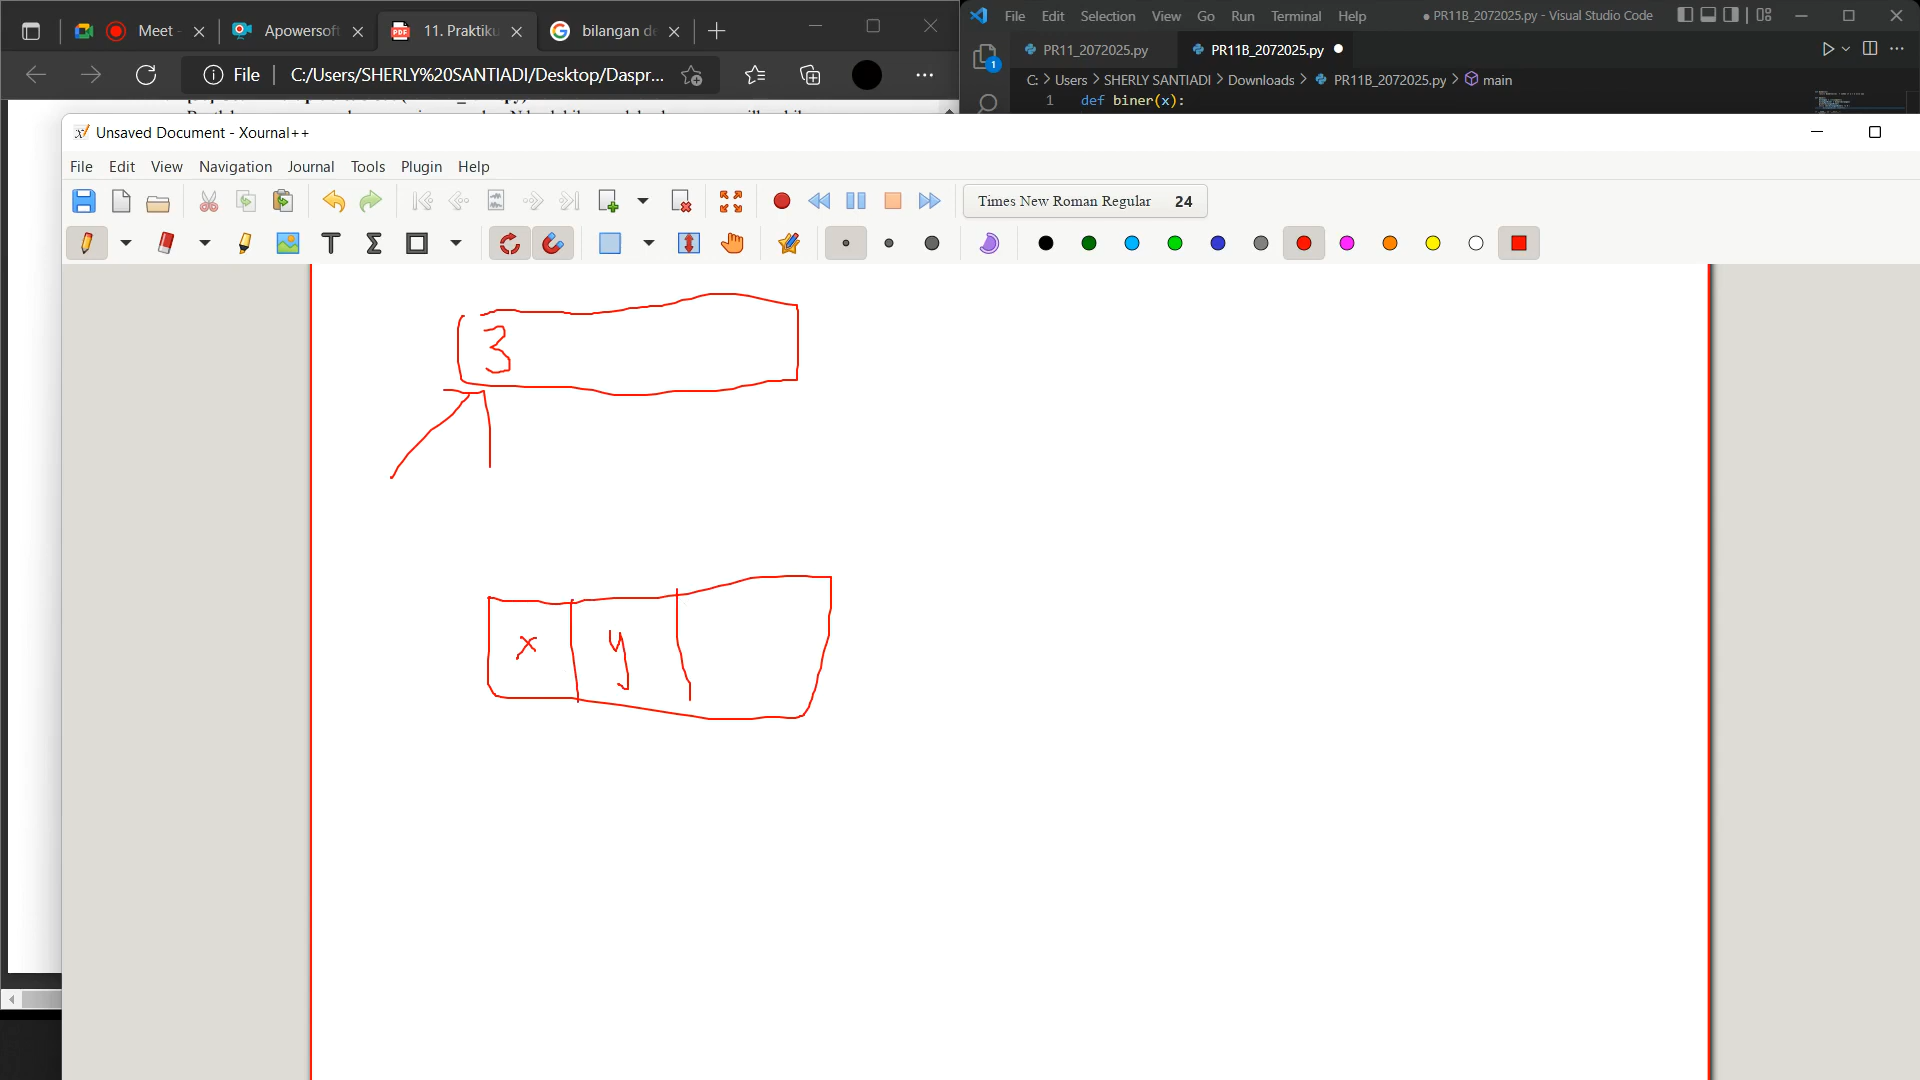 Meet
Apowersoft
11. Praktiku
bilangan de
File
C:/Users/SHERLY%20SANTIADI/Desktop/Daspr...
File Edit Selection View Go Run Terminal Help
● PR11B_2072025.py - Visual Studio Code
PR11_2072025.py
PR11B_2072025.py ●
C: > Users > SHERLY SANTIADI > Downloads > PR11B_2072025.py > main
1
1 def biner(x):
Unsaved Document - Xournal++
File Edit View Navigation Journal Tools Plugin Help
Times New Roman Regular 24
3
x y